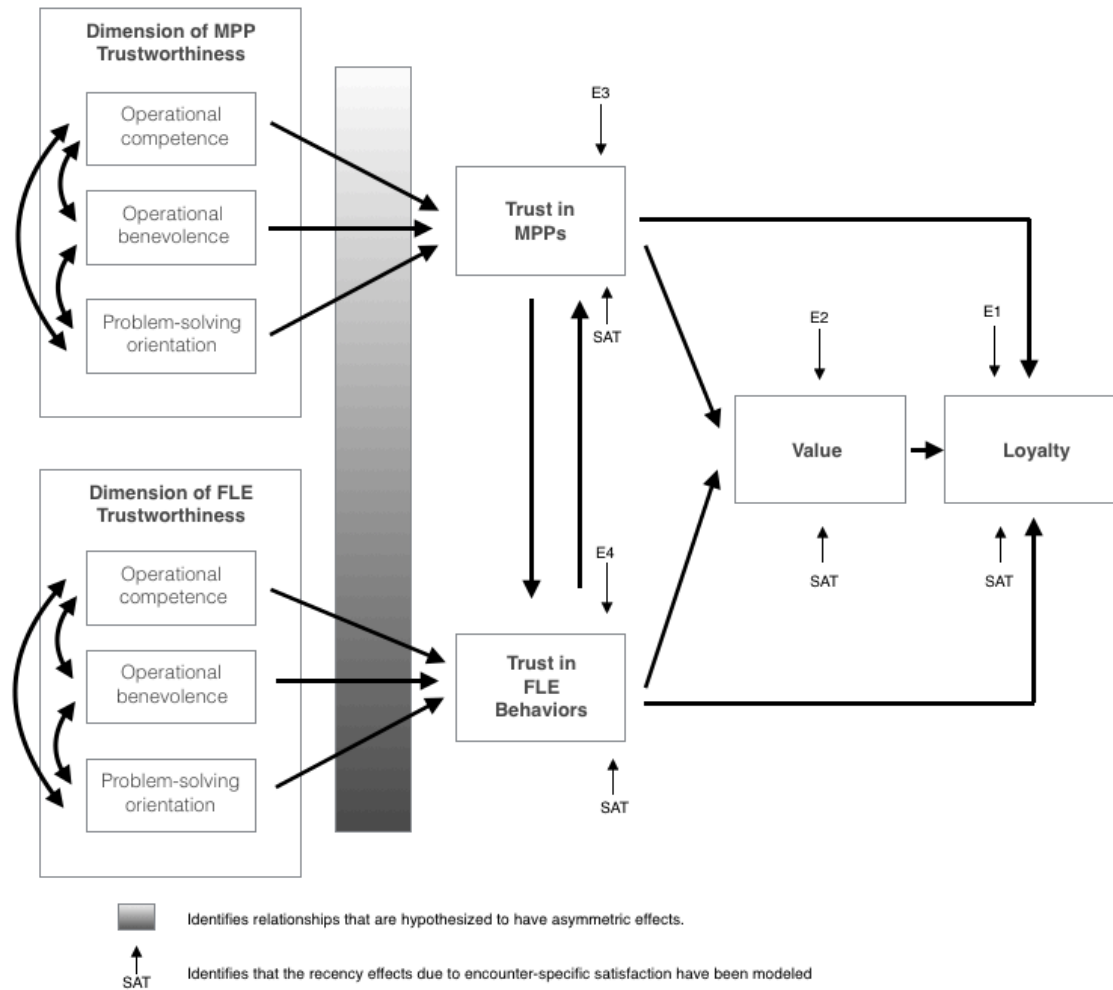 Dimension of MPP
Trustworthiness
Operational
competence
Operational
benevolence
Problem-solving
orientation
E3
Trust in
MPPs
SAT
E2
Value
SAT
E1
Loyalty
SAT
Dimension of FLE
Trustworthiness
Operational
competence
Operational
benevolence
Problem-solving
orientation
E4
Trust in
FLE
Behaviors
SAT
Identifies relationships that are hypothesized to have asymmetric effects.
SAT
Identifies that the recency effects due to encounter-specific satisfaction have been modeled